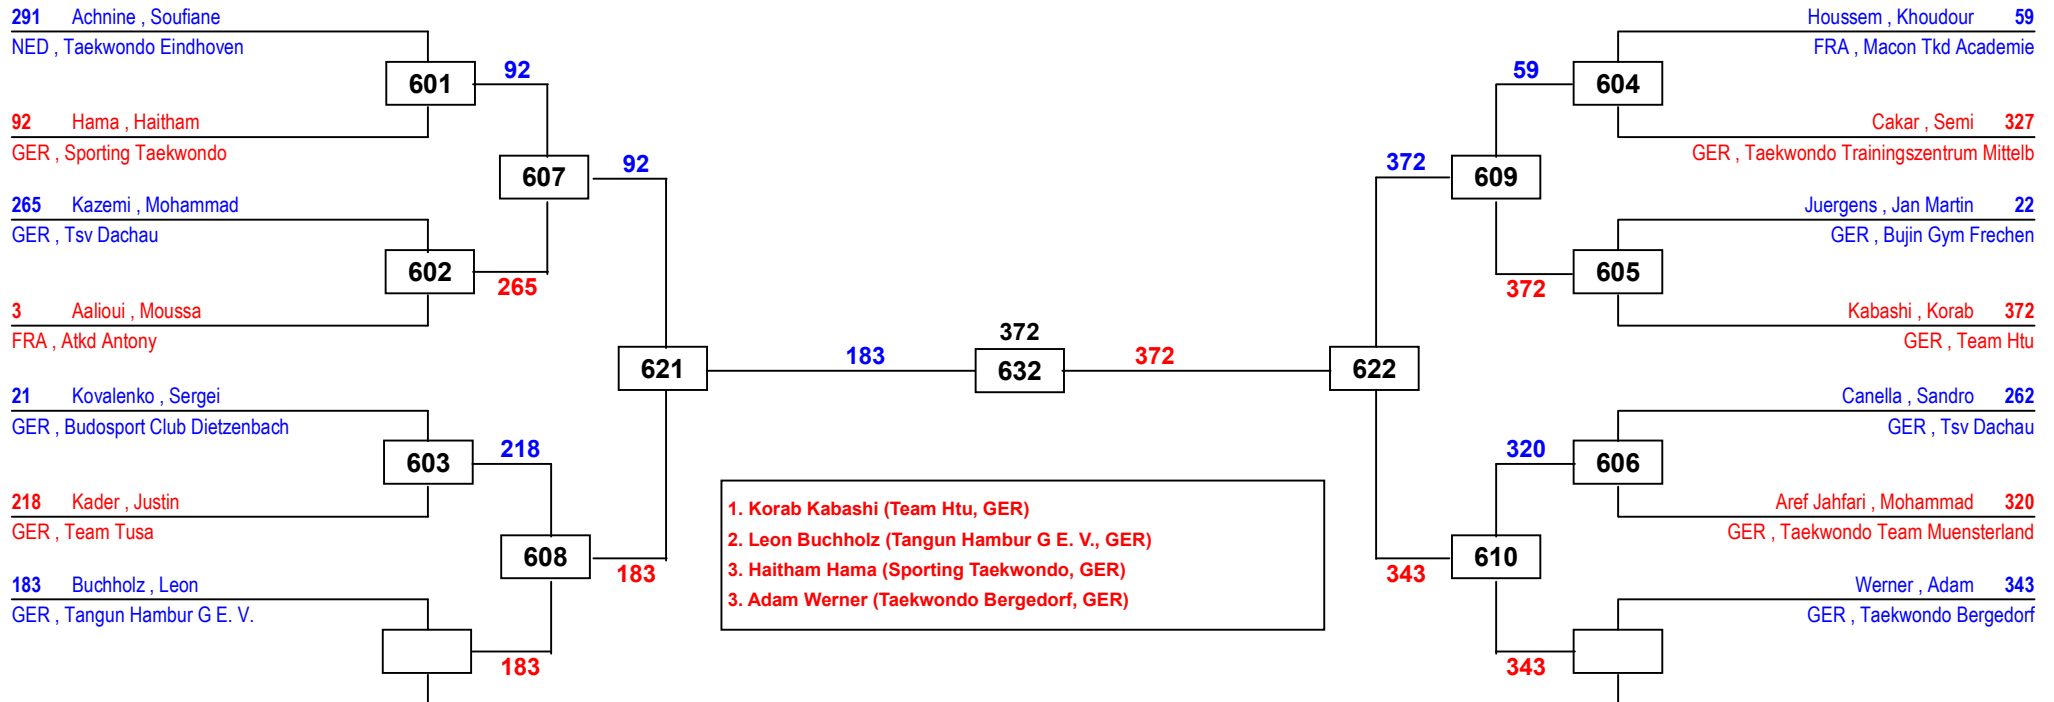 291 Achnine , Soufiane
NED , Taekwondo Eindhoven
601
92
92 Hama , Haitham
GER , Sporting Taekwondo
607
92
265 Kazemi , Mohammad
GER , Tsv Dachau
602
265
3 Aalioui , Moussa
FRA , Atkd Antony
621
183
21 Kovalenko , Sergei
GER , Budosport Club Dietzenbach
603
218
218 Kader , Justin
GER , Team Tusa
608
183
183 Buchholz , Leon
GER , Tangun Hambur G E. V.
183
372
632
372
1. Korab Kabashi (Team Htu, GER)
2. Leon Buchholz (Tangun Hambur G E. V., GER)
3. Haitham Hama (Sporting Taekwondo, GER)
3. Adam Werner (Taekwondo Bergedorf, GER)
Houssem , Khoudour 59
FRA , Macon Tkd Academie
59
604
Cakar , Semi 327
GER , Taekwondo Trainingszentrum Mittelb
372
609
Juergens , Jan Martin 22
GER , Bujin Gym Frechen
605
372
Kabashi , Korab 372
GER , Team Htu
622
Canella , Sandro 262
GER , Tsv Dachau
320
606
Aref Jahfari , Mohammad 320
GER , Taekwondo Team Muensterland
610
343
Werner , Adam 343
GER , Taekwondo Bergedorf
343